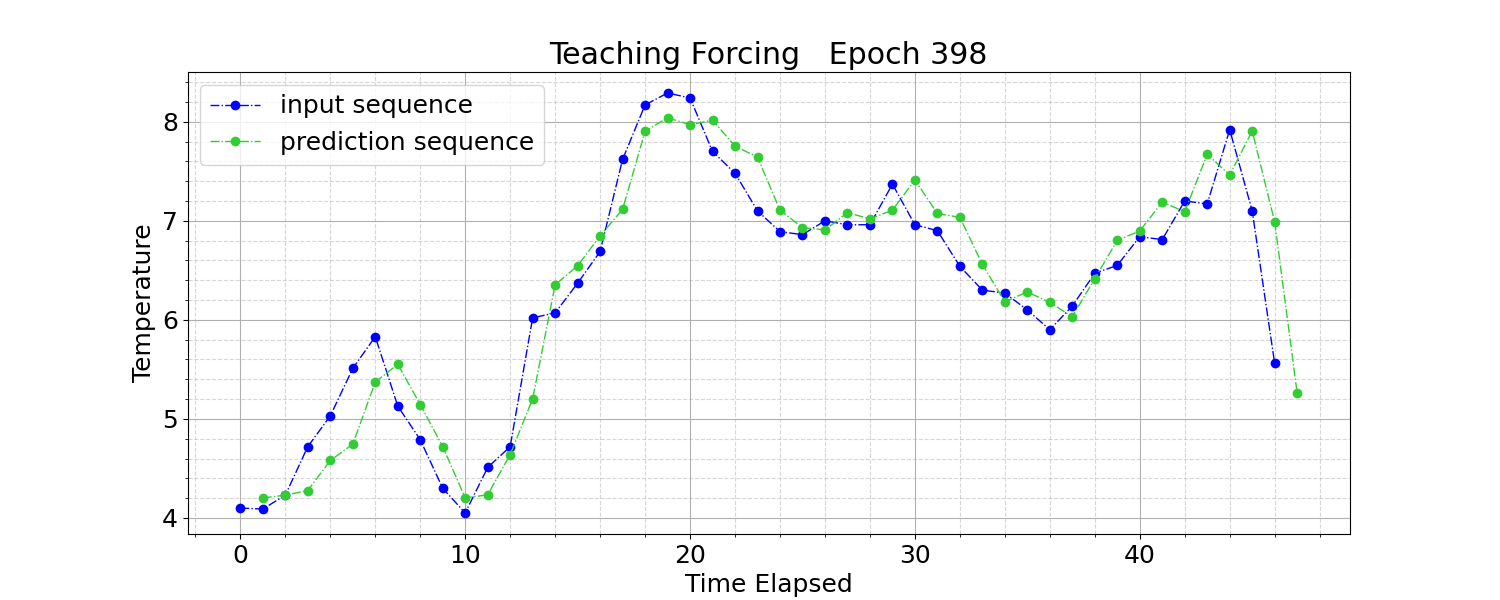 Teaching Forcing   Epoch 398
input sequence
prediction sequence
8
7
6
5
4
Temperature
0 10 20 30 40
Time Elapsed